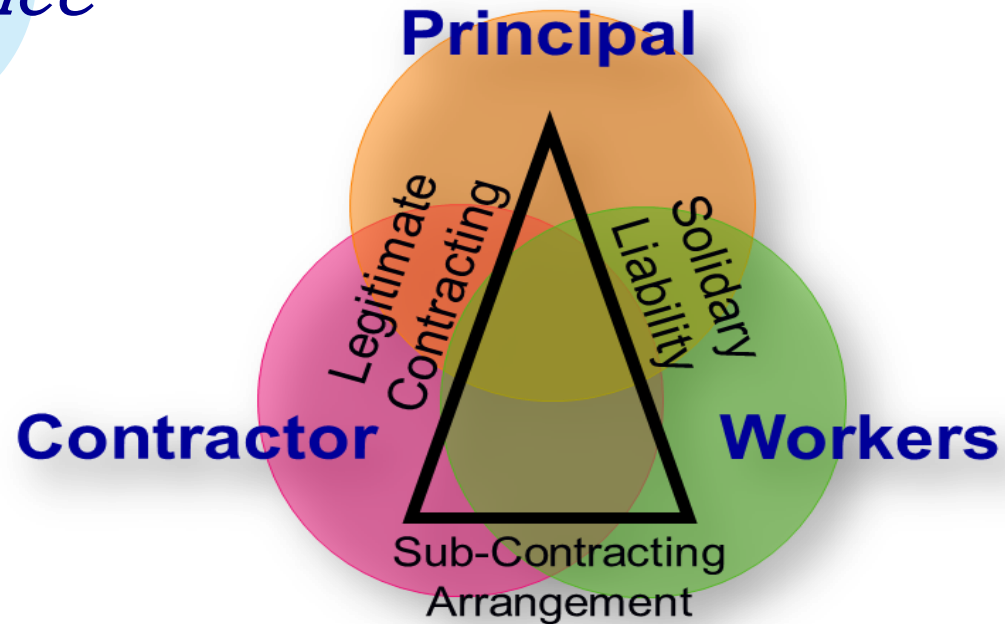 Principal
Legitimate
Contracting
Solidary
Liability
Contractor
Workers
Sub-Contracting
Arrangement